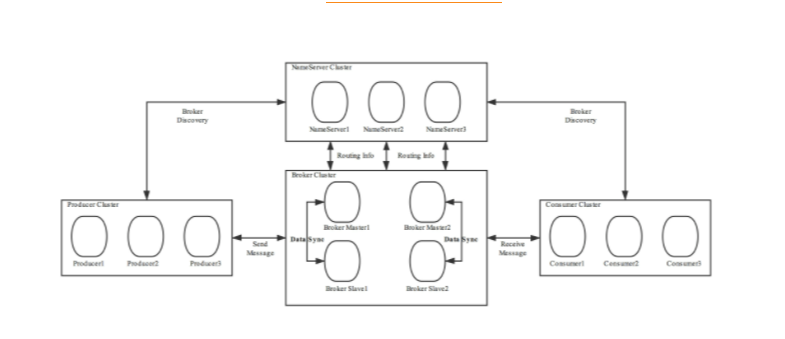 NameServer Cluster
NameServer1 NameServer2 NameServer3
Broker
Discovery
Broker
Discovery
Routing Info Routing Info
Broker Cluster
Broker Master1 Broker Master2
Data Sync Data Sync
Broker Slave1 Broker Slave2
Producer Cluster
Producer1 Producer2 Producer3
Send
Message
Receive
Message
Consumer Cluster
Consumer1 Consumer2 Consumer3